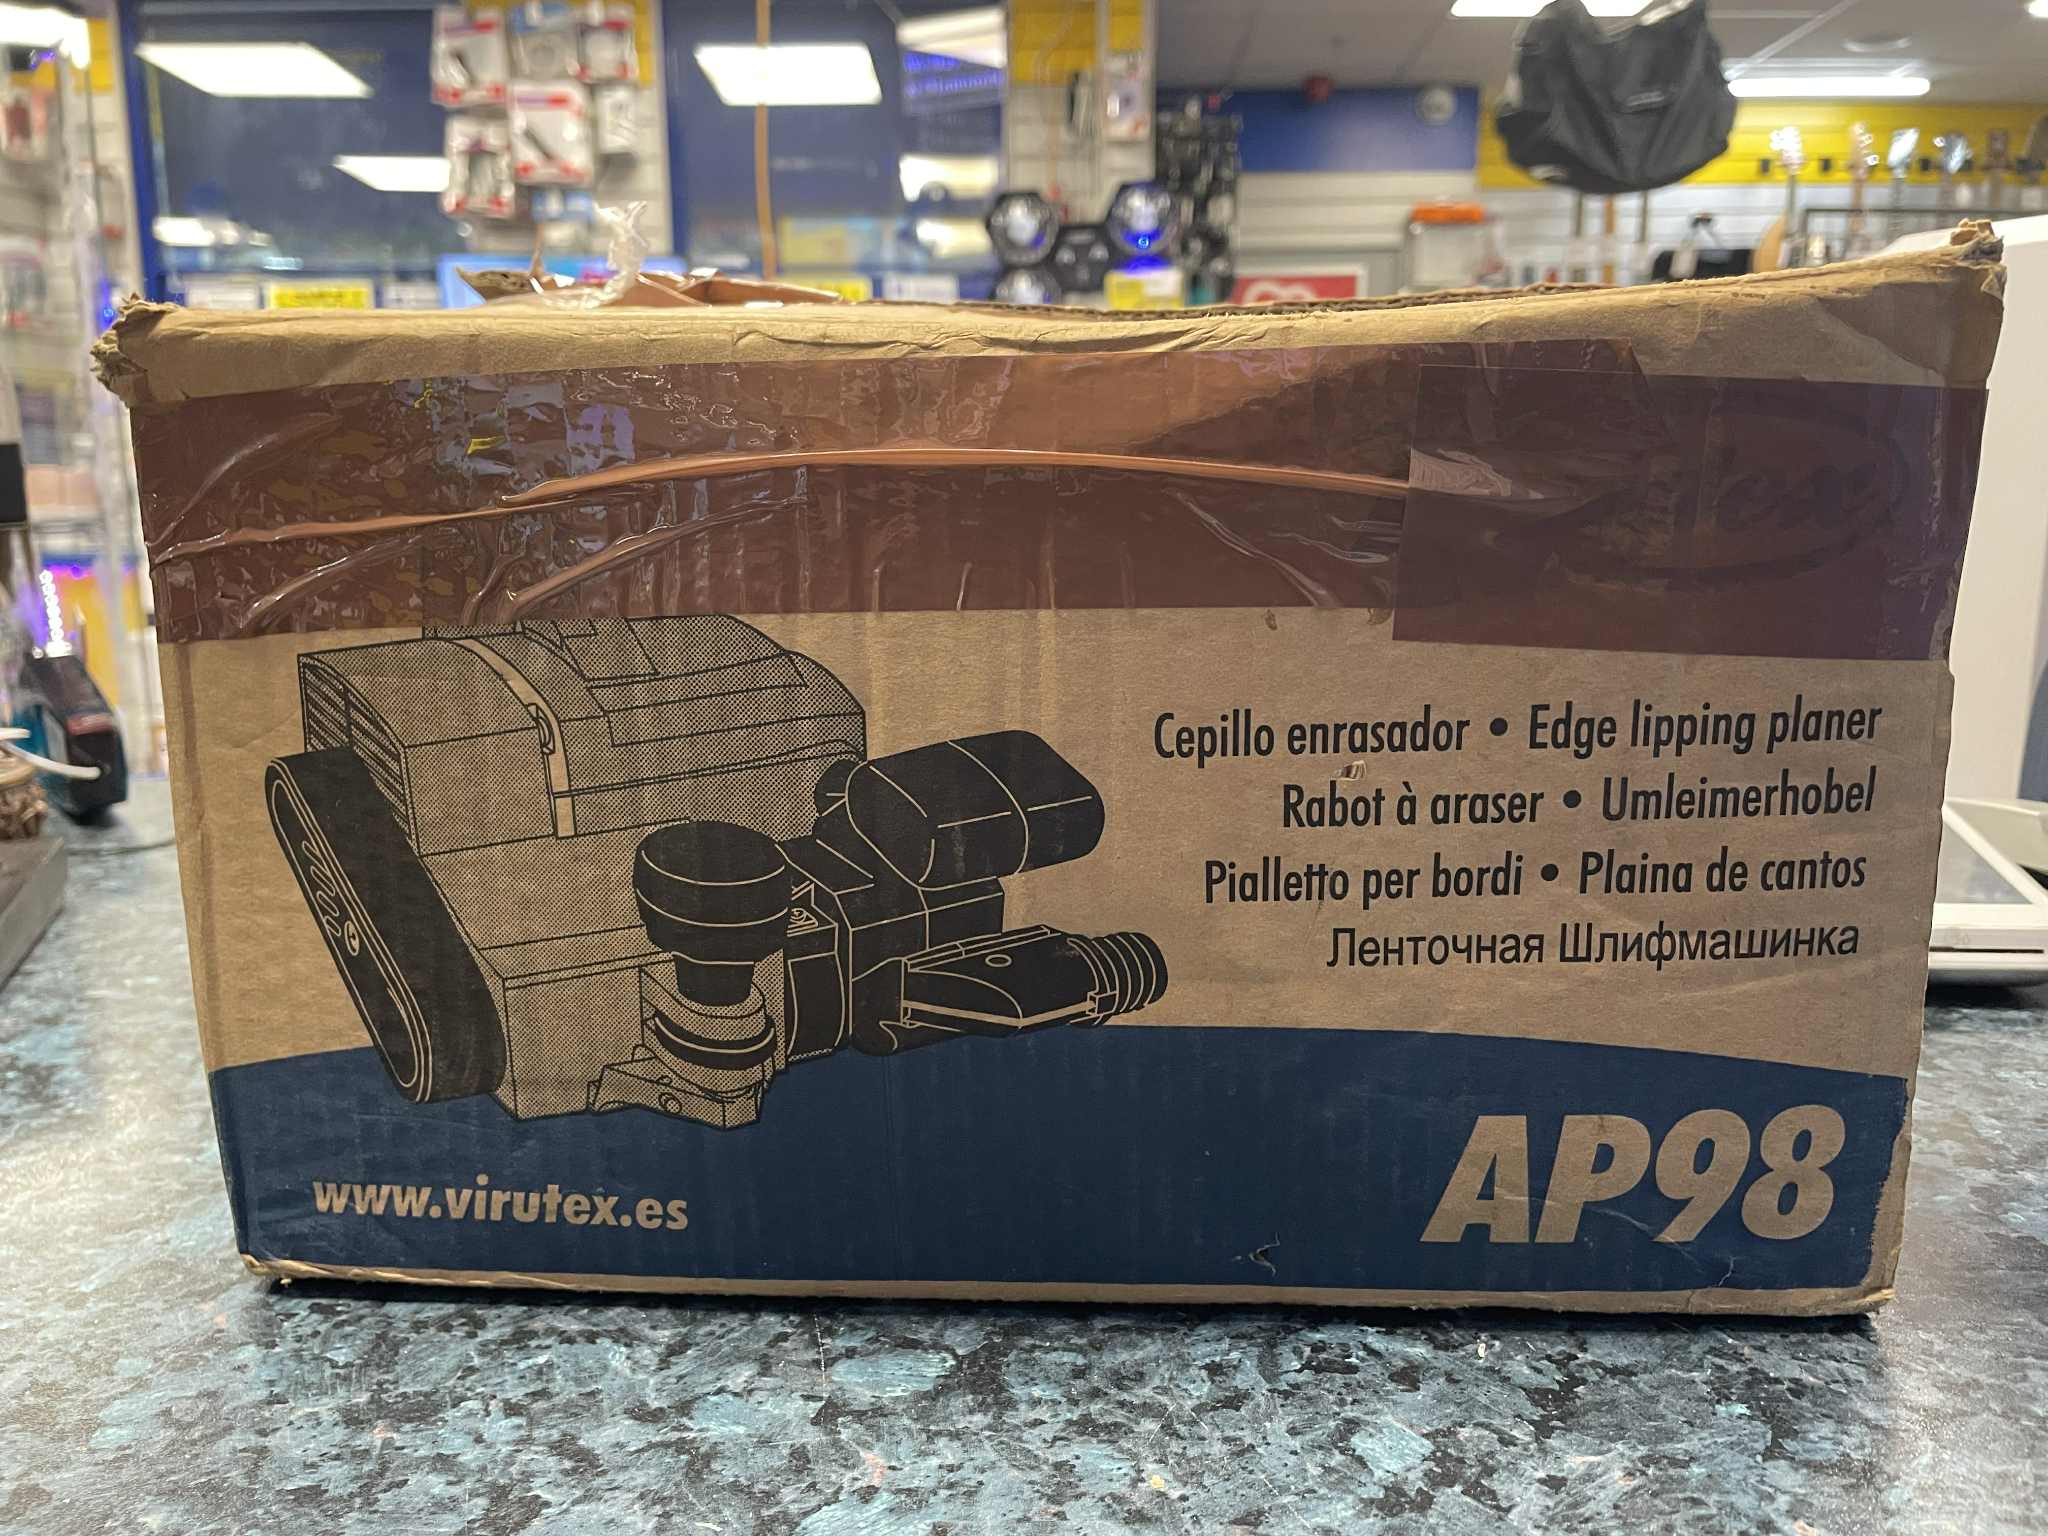 Cepillo enrasador • Edge lipping planer
Rabot à araser • Umleimerhobel
Pialletto per bordi • Plaina de cantos
Ленточная Шлифмашинка
AP98
www.virutex.es